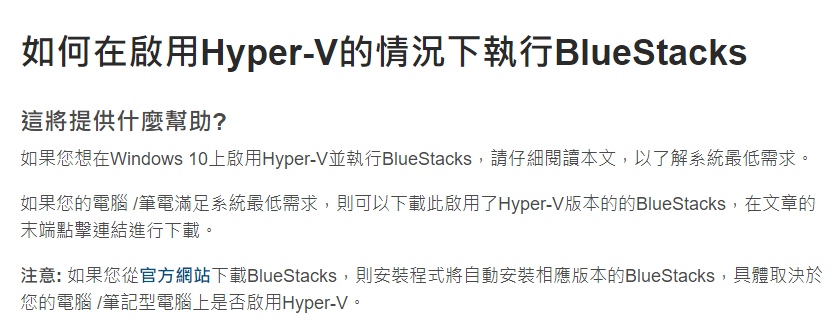 如何在啟用Hyper-V的情況下執行BlueStacks
這將提供什麼幫助?
如果您想在Windows 10上啟用Hyper-V並執行BlueStacks，請仔細閱讀本文，以了解系統最低需求。
如果您的電腦 /筆電滿足系統最低需求，則可以下載此啟用了Hyper-V版本的的BlueStacks，在文章的
末端點擊連結進行下載。
注意: 如果您從官方網站下載BlueStacks，則安裝程式將自動安裝相應版本的BlueStacks，具體取決於
您的電腦 /筆記型電腦上是否啟用Hyper-V。